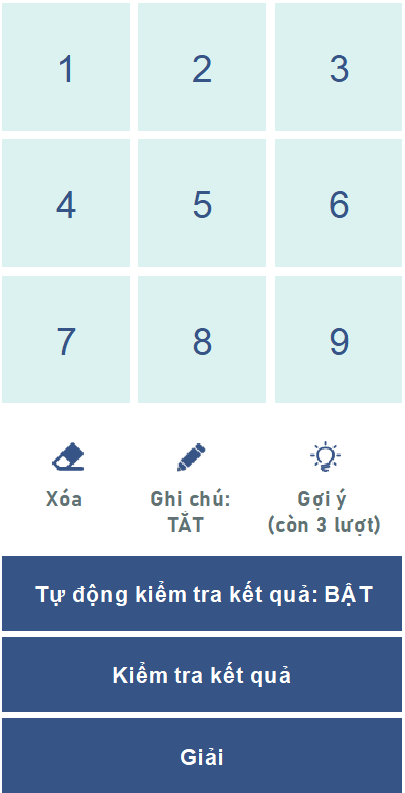 1 2 3
4 5 6
7 8 9
Xóa Ghi chú: Gợi ý
TẮT (còn 3 lượt)
Tự động kiểm tra kết quả: BẬT
Kiểm tra kết quả
Giải